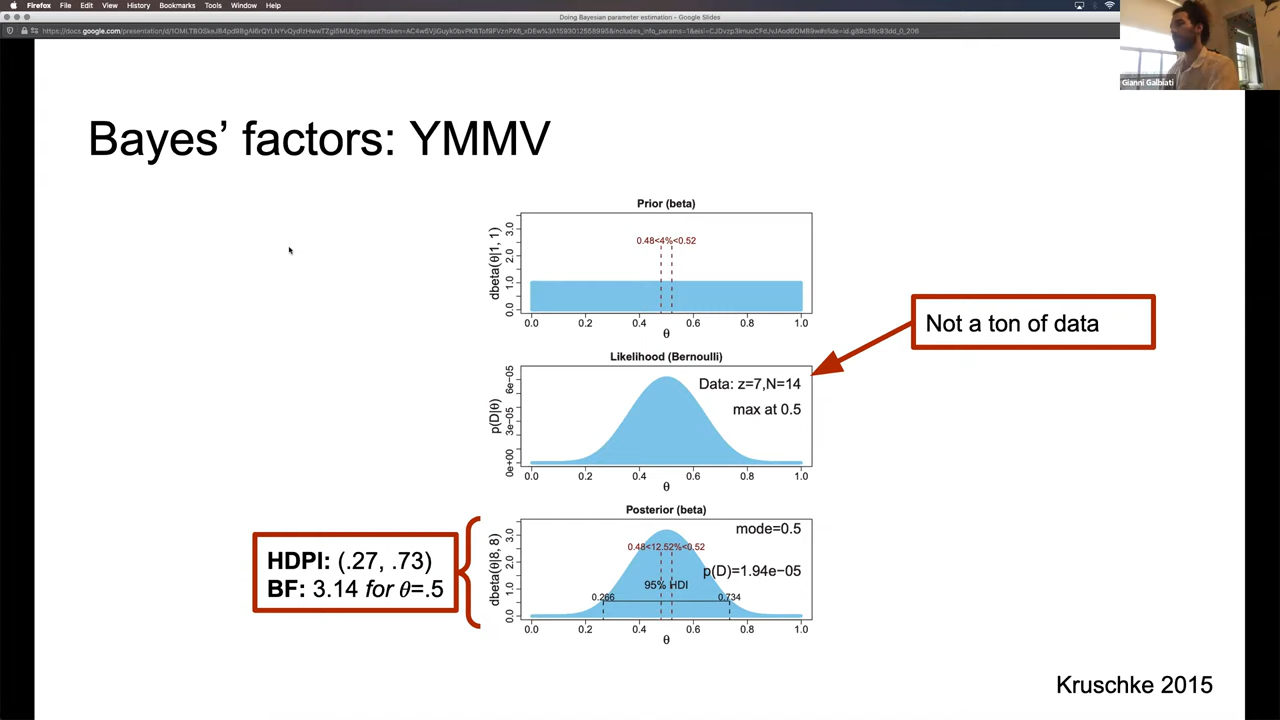 Firefox File Edit View History Bookmarks Tools Window Help
Doing Bayesian parameter estimation - Google Slides
Gianni Galbiati
Bayes’ factors: YMMV
Prior (beta)
0.48<4%<0.52
dbeta(θ|1, 1)
0.0 1.0 2.0 3.0
0.0 0.2 0.4 0.6 0.8 1.0
θ
Not a ton of data
Likelihood (Bernoulli)
Data: z=7,N=14
max at 0.5
p(D|θ)
0e+00 3e-05 6e-05
0.0 0.2 0.4 0.6 0.8 1.0
θ
HDPI: (.27, .73)
BF: 3.14 for θ=.5
Posterior (beta)
mode=0.5
0.48<12.52%<0.52
p(D)=1.94e−05
95% HDI
0.266 0.734
dbeta(θ|8, 8)
0.0 1.0 2.0 3.0
0.0 0.2 0.4 0.6 0.8 1.0
θ
Kruschke 2015